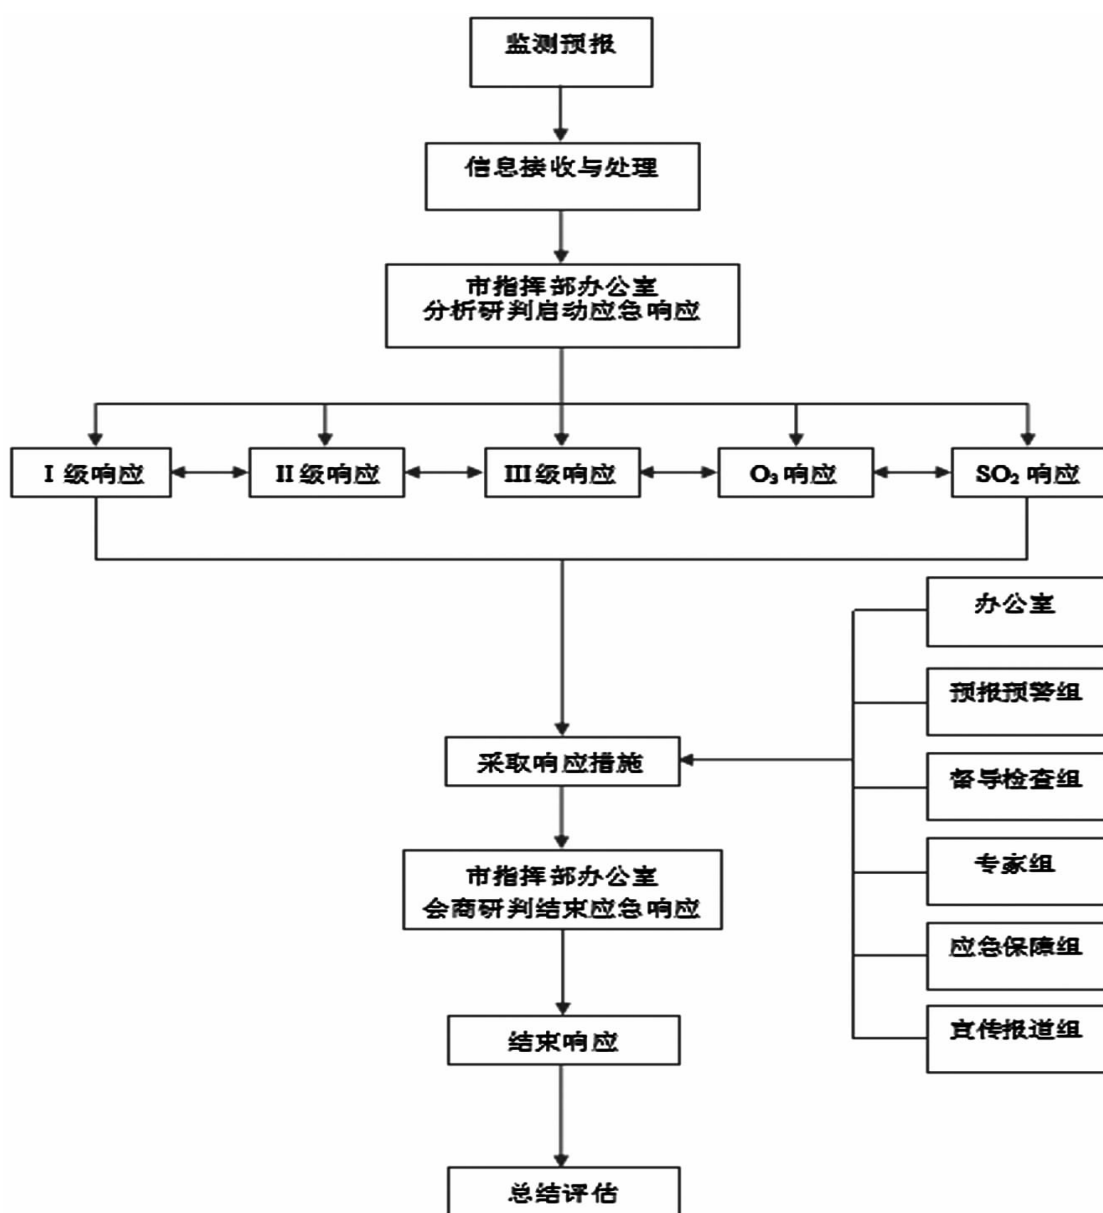 监测预报
信息接收与处理
市指挥部办公室
分析研判启动应急响应
I 级响应
II 级响应
III 级响应
O₃ 响应
SO₂ 响应
办公室
预报预警组
督导检查组
专家组
应急保障组
宣传报道组
采取响应措施
市指挥部办公室
会商研判结束应急响应
结束响应
总结评估